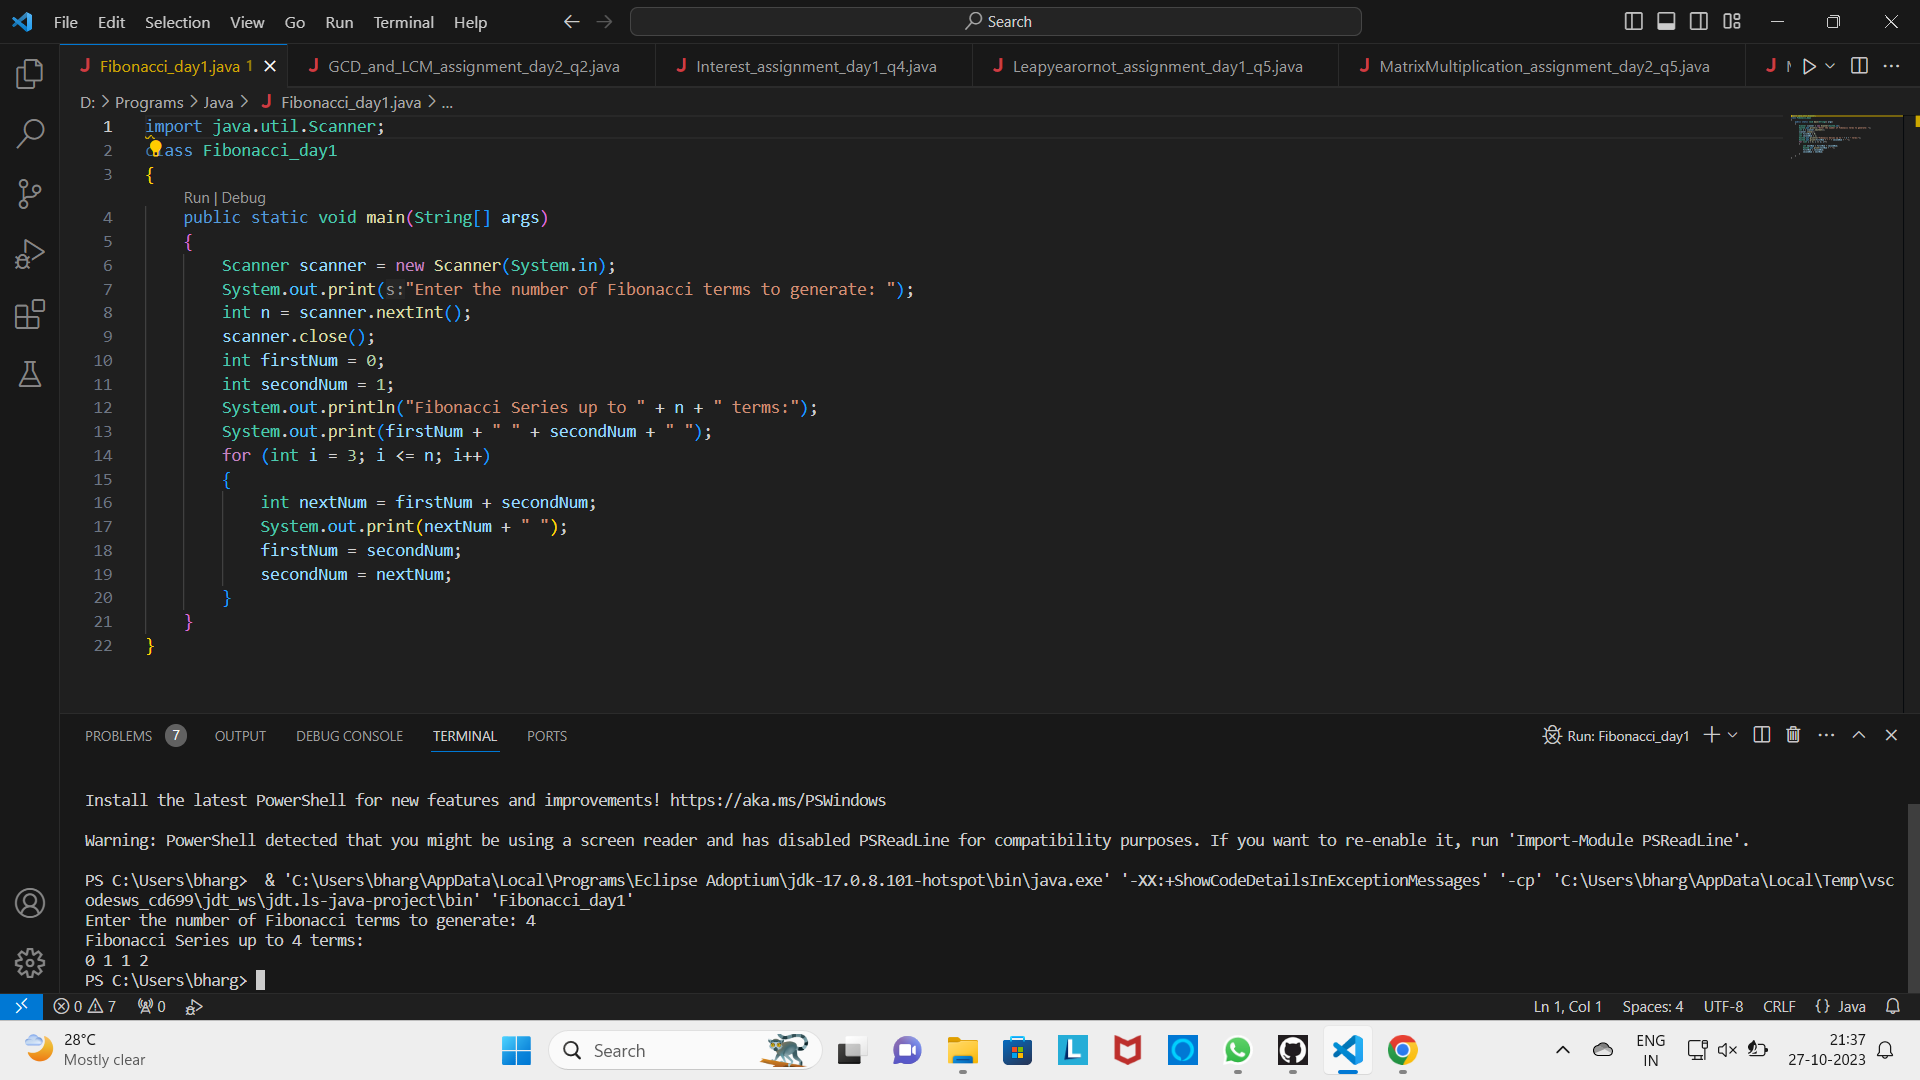 File Edit Selection View Go Run Terminal Help Search
Fibonacci_day1.java 1 GCD_and_LCM_assignment_day2_q2.java Interest_assignment_day1_q4.java Leapyearornot_assignment_day1_q5.java MatrixMultiplication_assignment_day2_q5.java
D: > Programs > Java > Fibonacci_day1.java > ...
1 import java.util.Scanner;
2 class Fibonacci_day1
3 {
Run | Debug
4 public static void main(String[] args)
5 {
6 Scanner scanner = new Scanner(System.in);
7 System.out.print(s:"Enter the number of Fibonacci terms to generate: ");
8 int n = scanner.nextInt();
9 scanner.close();
10 int firstNum = 0;
11 int secondNum = 1;
12 System.out.println("Fibonacci Series up to " + n + " terms:");
13 System.out.print(firstNum + " " + secondNum + " ");
14 for (int i = 3; i <= n; i++)
15 {
16 int nextNum = firstNum + secondNum;
17 System.out.print(nextNum + " ");
18 firstNum = secondNum;
19 secondNum = nextNum;
20 }
21 }
22 }
PROBLEMS 7 OUTPUT DEBUG CONSOLE TERMINAL PORTS Run: Fibonacci_day1
Install the latest PowerShell for new features and improvements! https://aka.ms/PSWindows
Warning: PowerShell detected that you might be using a screen reader and has disabled PSReadLine for compatibility purposes. If you want to re-enable it, run 'Import-Module PSReadLine'.
PS C:\Users\bharg>  & 'C:\Users\bharg\AppData\Local\Programs\Eclipse Adoptium\jdk-17.0.8.101-hotspot\bin\java.exe' '-XX:+ShowCodeDetailsInExceptionMessages' '-cp' 'C:\Users\bharg\AppData\Local\Temp\vsc
odesws_cd699\jdt_ws\jdt.ls-java-project\bin' 'Fibonacci_day1'
Enter the number of Fibonacci terms to generate: 4
Fibonacci Series up to 4 terms:
0 1 1 2
PS C:\Users\bharg>
0 7 0 Ln 1, Col 1 Spaces: 4 UTF-8 CRLF {} Java
28°C
Mostly clear
Search
ENG
IN
21:37
27-10-2023